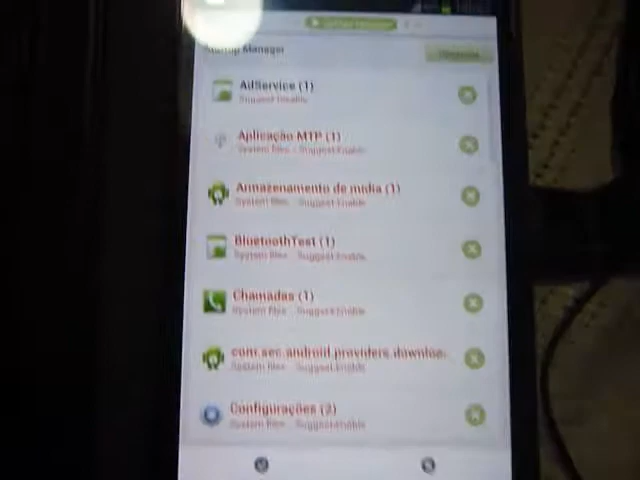 Startup Manager
AdService (1)
Suggest Disable
Aplicação MTP (1)
System files - Suggest Enable
Armazenamento de mídia (1)
System files - Suggest Enable
BluetoothTest (1)
System files - Suggest Enable
Chamadas (1)
System files - Suggest Enable
com.sec.android.providers.downloa..
System files - Suggest Enable
Configurações (2)
System files - Suggest Enable